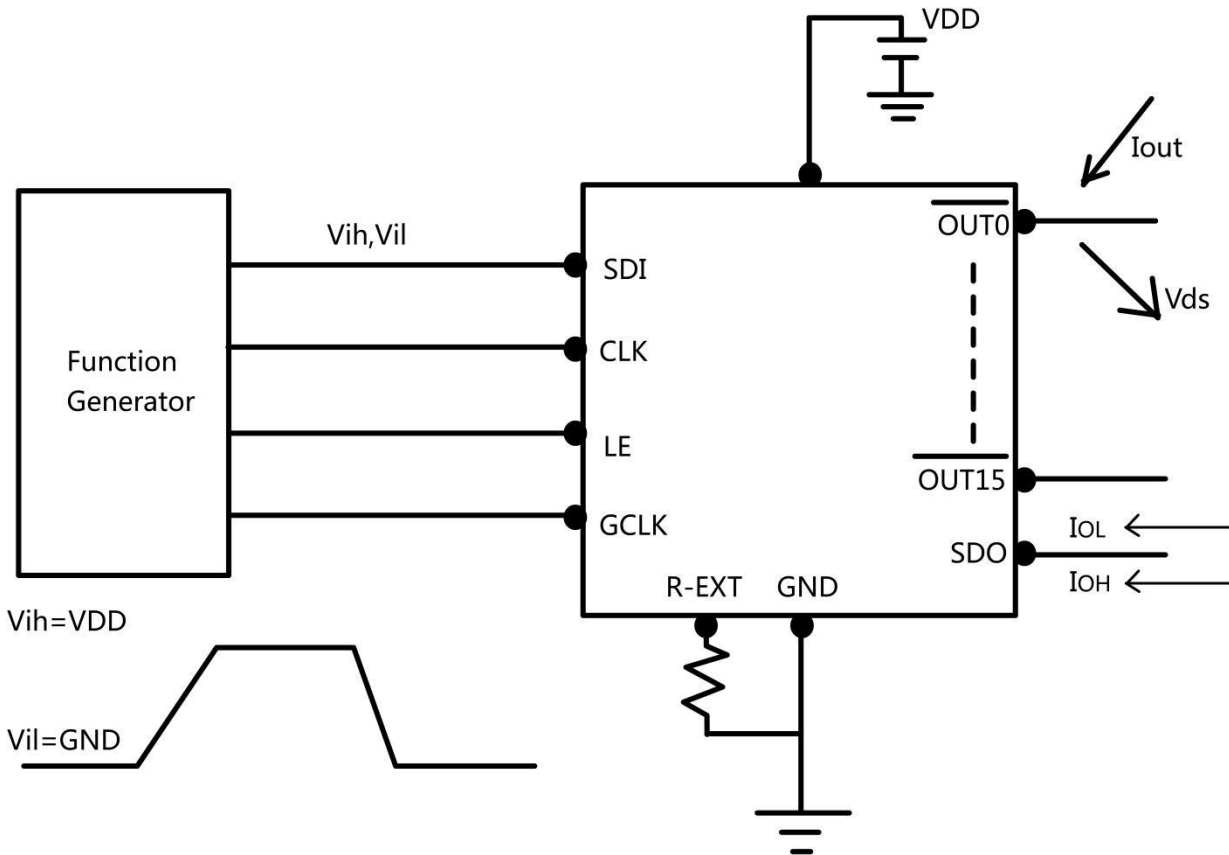 VDD
Iout
OUT0
Vih,Vil
SDI
Vds
CLK
Function
Generator
LE
OUT15
GCLK
IOL
SDO
R-EXT GND
IOH
Vih=VDD
Vil=GND